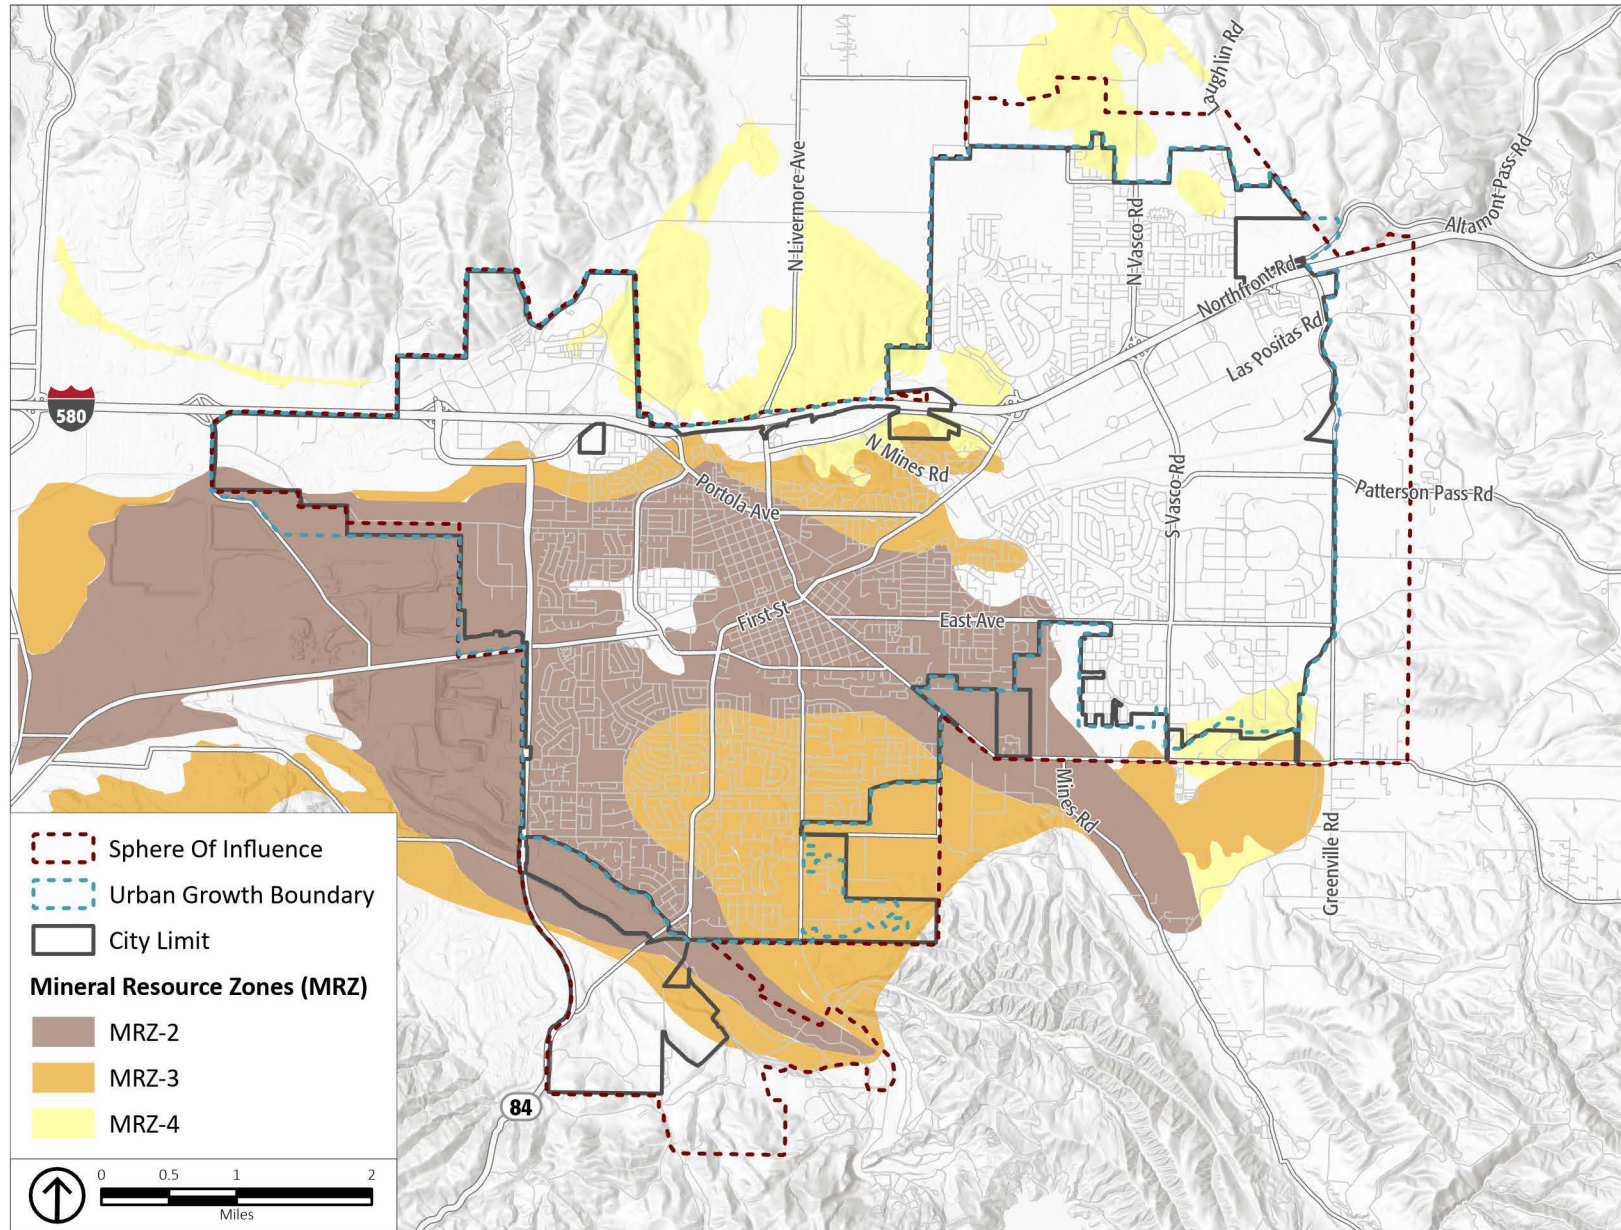 Laughlin Rd
N Livermore Ave
N Vasco Rd
Altamont Pass Rd
Northfront Rd
Las Positas Rd
580
N Mines Rd
Portola Ave
S Vasco Rd
Patterson Pass Rd
First St
East Ave
Mines Rd
Greenville Rd
84
Sphere Of Influence
Urban Growth Boundary
City Limit
Mineral Resource Zones (MRZ)
MRZ-2
MRZ-3
MRZ-4
0 0.5 1 2
Miles